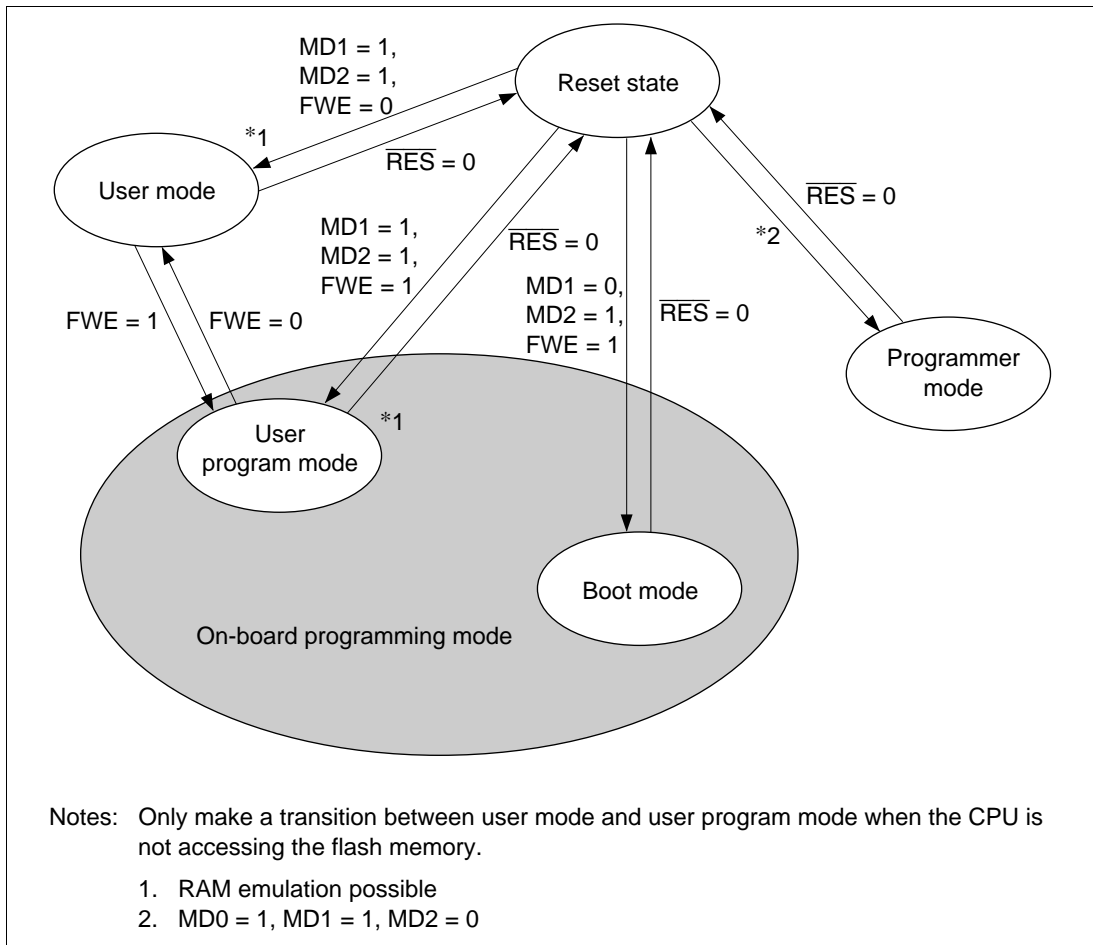 MD1 = 1,
MD2 = 1,
FWE = 0
Reset state
*1
RES = 0
User mode
RES = 0
*2
MD1 = 1,
MD2 = 1,
FWE = 1
RES = 0
MD1 = 0,
MD2 = 1,
FWE = 1
RES = 0
FWE = 1
FWE = 0
Programmer
mode
*1
User
program mode
Boot mode
On-board programming mode
Notes: Only make a transition between user mode and user program mode when the CPU is
not accessing the flash memory.
1. RAM emulation possible
2. MD0 = 1, MD1 = 1, MD2 = 0